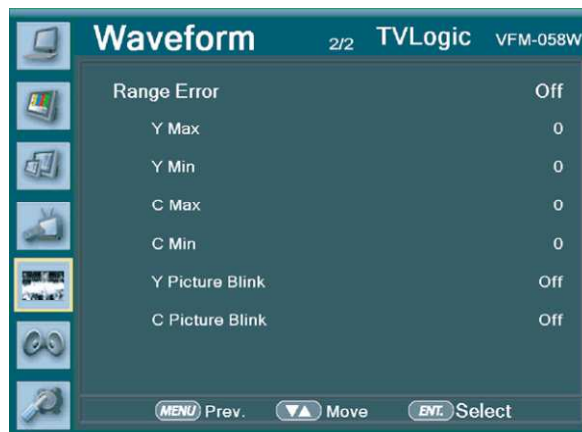 Waveform 2/2 TVLogic VFM-058W
Range Error Off
Y Max 0
Y Min 0
C Max 0
C Min 0
Y Picture Blink Off
C Picture Blink Off
MENU Prev. ▼▲ Move ENT. Select